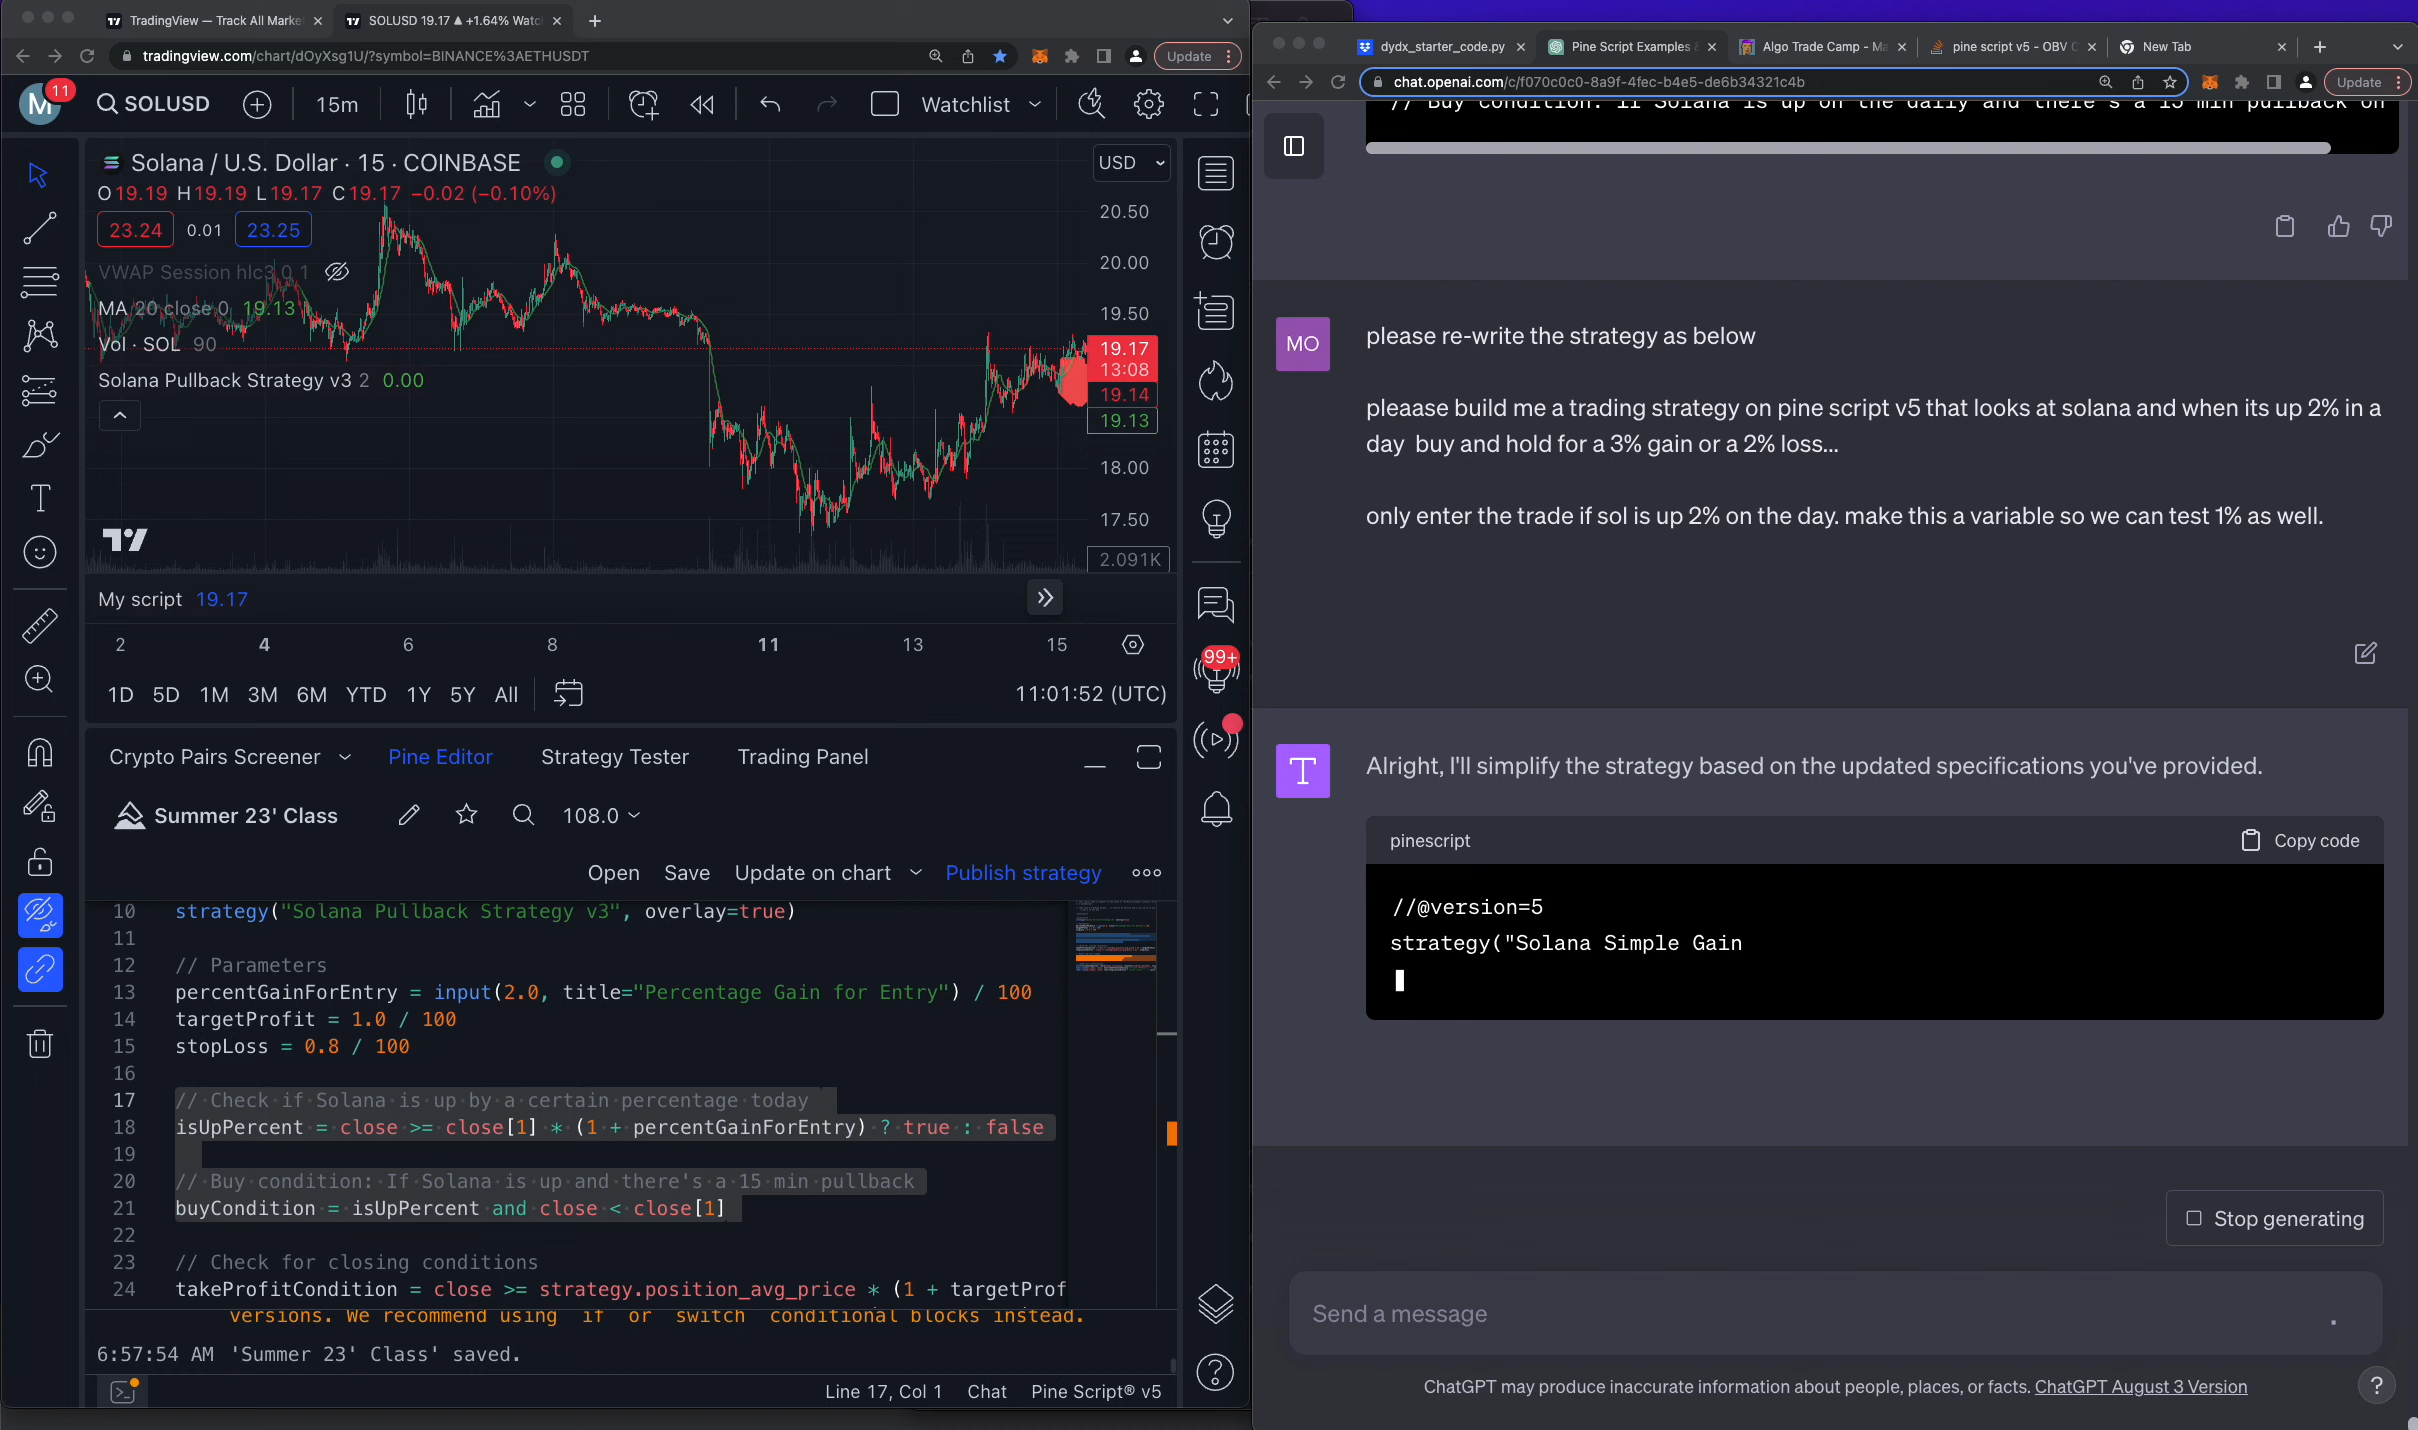 TradingView — Track All Marke
SOLUSD 19.17 ▲ +1.64% Watc
tradingview.com/chart/dOyXsg1U/?symbol=BINANCE%3AETHUSDT
Update
M
11
SOLUSD
15m
Watchlist
Solana / U.S. Dollar · 15 · COINBASE
O19.19 H19.19 L19.17 C19.17 −0.02 (−0.10%)
23.24
0.01
23.25
VWAP Session hlc3 0 1
MA 20 close 0 19.13
Vol · SOL 90
Solana Pullback Strategy v3 2 0.00
USD
20.50
20.00
19.50
19.17
13:08
19.14
19.13
18.00
17.50
2.091K
My script 19.17
2 4 6 8 11 13 15
1D 5D 1M 3M 6M YTD 1Y 5Y All
11:01:52 (UTC)
99+
Crypto Pairs Screener
Pine Editor
Strategy Tester
Trading Panel
Summer 23' Class
108.0
Open
Save
Update on chart
Publish strategy
10 strategy("Solana Pullback Strategy v3", overlay=true)
11
12 // Parameters
13 percentGainForEntry = input(2.0, title="Percentage Gain for Entry") / 100
14 targetProfit = 1.0 / 100
15 stopLoss = 0.8 / 100
16
17 // Check if Solana is up by a certain percentage today
18 isUpPercent = close >= close[1] * (1 + percentGainForEntry) ? true : false
19
20 // Buy condition: If Solana is up and there's a 15 min pullback
21 buyCondition = isUpPercent and close < close[1]
22
23 // Check for closing conditions
24 takeProfitCondition = close >= strategy.position_avg_price * (1 + targetProf
versions. We recommend using if or switch conditional blocks instead.
6:57:54 AM 'Summer 23' Class' saved.
Line 17, Col 1
Chat
Pine Script® v5
dydx_starter_code.py
Pine Script Examples
Algo Trade Camp - Ma
pine script v5 - OBV C
New Tab
chat.openai.com/c/f070c0c0-8a9f-4fec-b4e5-de6b34321c4b
Update
// Buy condition: If Solana is up on the daily and there's a 15 min pullback on
MO
please re-write the strategy as below
pleaase build me a trading strategy on pine script v5 that looks at solana and when its up 2% in a
day buy and hold for a 3% gain or a 2% loss...
only enter the trade if sol is up 2% on the day. make this a variable so we can test 1% as well.
T
Alright, I'll simplify the strategy based on the updated specifications you've provided.
pinescript
Copy code
//@version=5
strategy("Solana Simple Gain
Stop generating
Send a message
ChatGPT may produce inaccurate information about people, places, or facts. ChatGPT August 3 Version
?